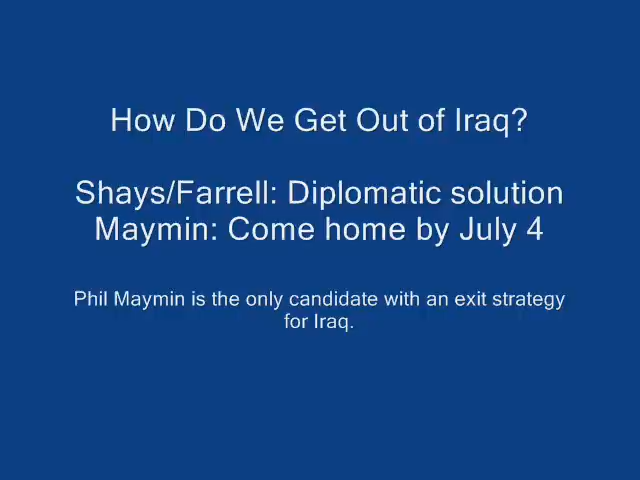 How Do We Get Out of Iraq?
Shays/Farrell: Diplomatic solution
Maymin: Come home by July 4
Phil Maymin is the only candidate with an exit strategy
for Iraq.